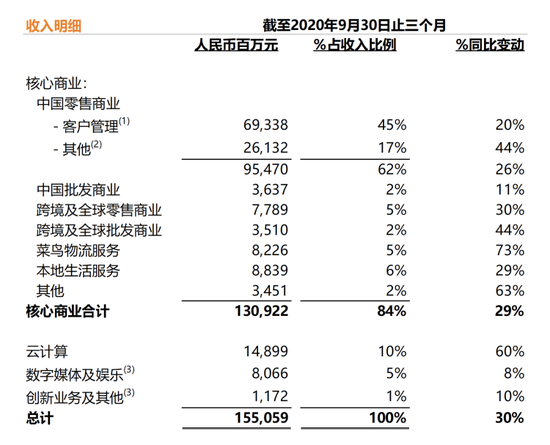 收入明细 截至2020年9月30日止三个月
人民币百万元 %占收入比例 %同比变动
核心商业：
中国零售商业
- 客户管理(1) 69,338 45% 20%
- 其他(2) 26,132 17% 44%
95,470 62% 26%
中国批发商业 3,637 2% 11%
跨境及全球零售商业 7,789 5% 30%
跨境及全球批发商业 3,510 2% 44%
菜鸟物流服务 8,226 5% 73%
本地生活服务 8,839 6% 29%
其他 3,451 2% 63%
核心商业合计 130,922 84% 29%
云计算 14,899 10% 60%
数字媒体及娱乐(3) 8,066 5% 8%
创新业务及其他(3) 1,172 1% 10%
总计 155,059 100% 30%